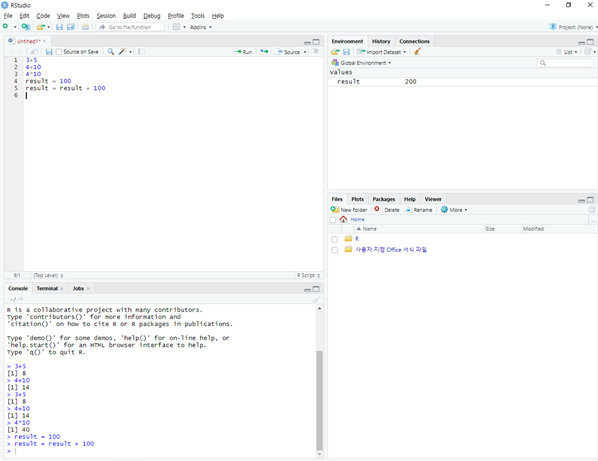 RStudio
File Edit Code View Plots Session Build Debug Profile Tools Help
Go to file/function Addins Project: (None)
Untitled1*
Source on Save Run Source
1 3+5
2 4+10
3 4*10
4 result = 100
5 result = result + 100
6
6:1 (Top Level) R Script
Console Terminal Jobs
~/
R is a collaborative project with many contributors.
Type 'contributors()' for more information and
'citation()' on how to cite R or R packages in publications.
Type 'demo()' for some demos, 'help()' for on-line help, or
'help.start()' for an HTML browser interface to help.
Type 'q()' to quit R.
> 3+5
[1] 8
> 4+10
[1] 14
> 3+5
[1] 8
> 4+10
[1] 14
> 4*10
[1] 40
> result = 100
> result = result + 100
>
Environment History Connections
Import Dataset List
Global Environment
values
result 200
Files Plots Packages Help Viewer
New Folder Delete Rename More
Home
Name Size Modified
R
사용자 지정 Office 서식 파일